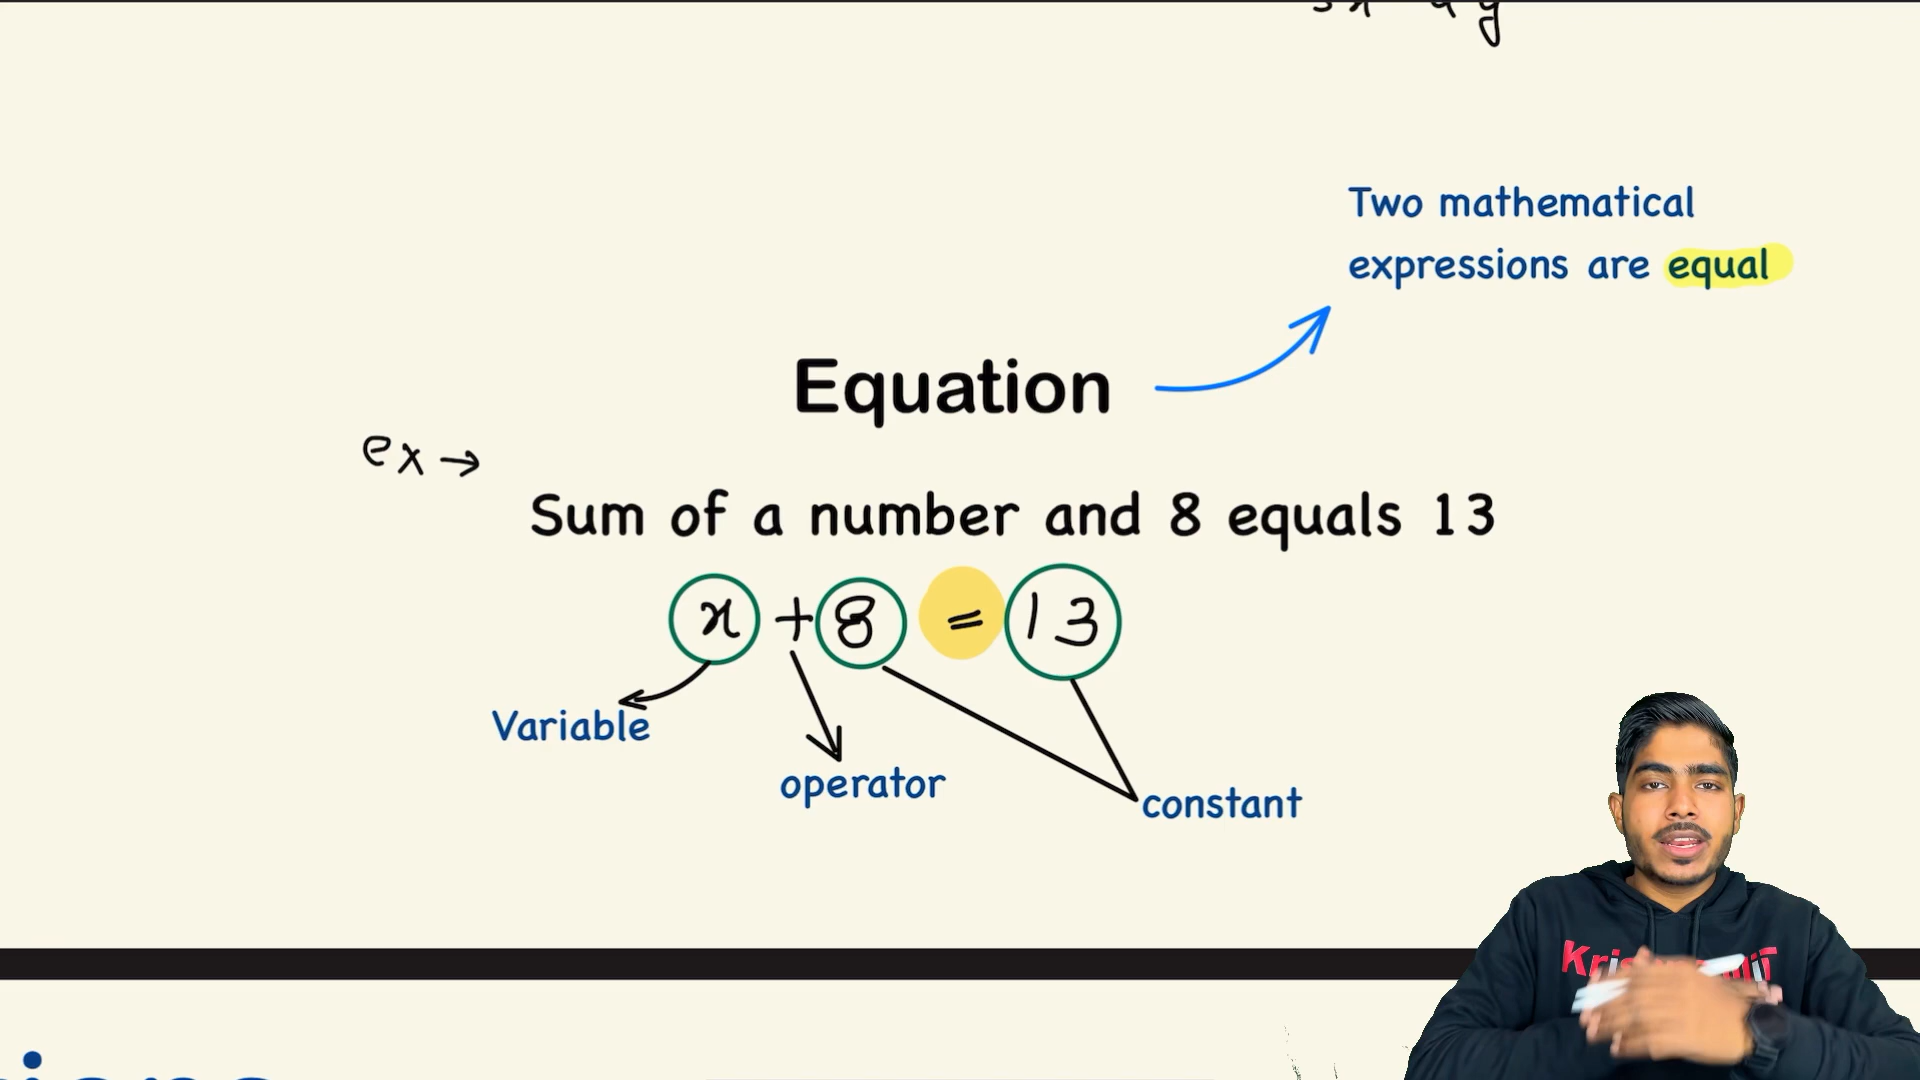 Two mathematical
expressions are equal
Equation
ex →
Sum of a number and 8 equals 13
x + 8 = 13
Variable
operator
constant